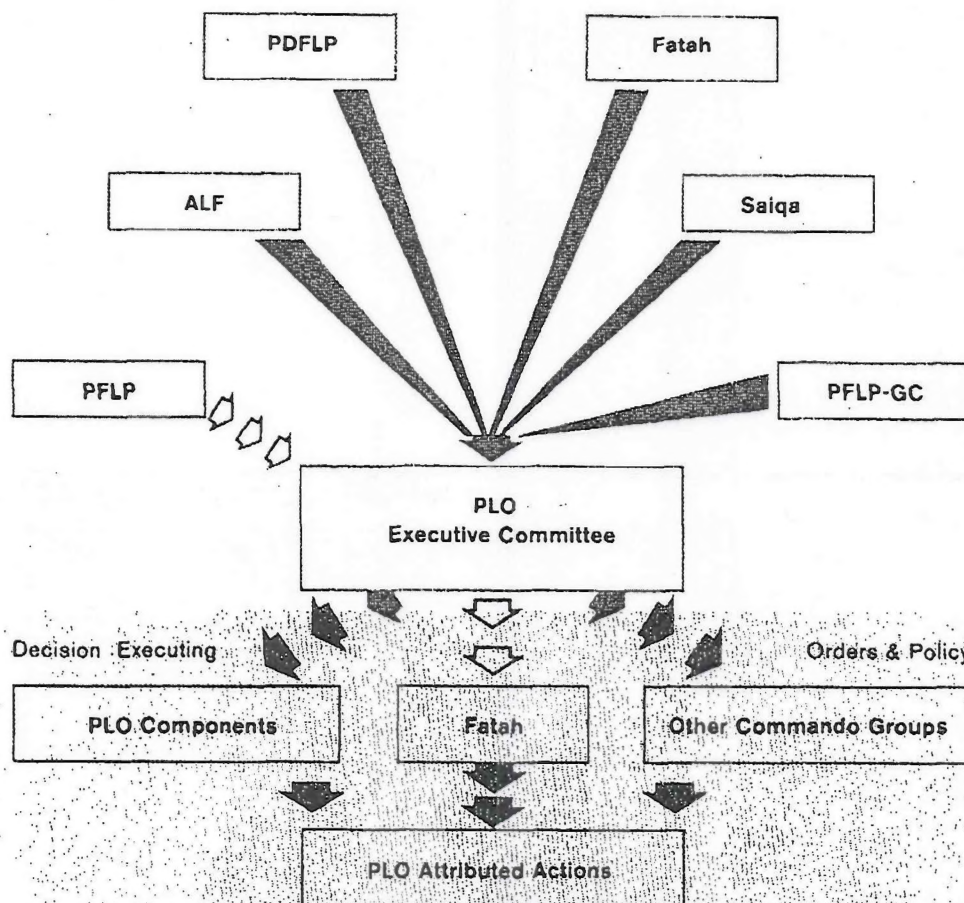 PDFLP
Fatah
ALF
Saiqa
PFLP
PFLP-GC
PLO
Executive Committee
Decision Executing
Orders & Policy
PLO Components
Fatah
Other Commando Groups
PLO Attributed Actions